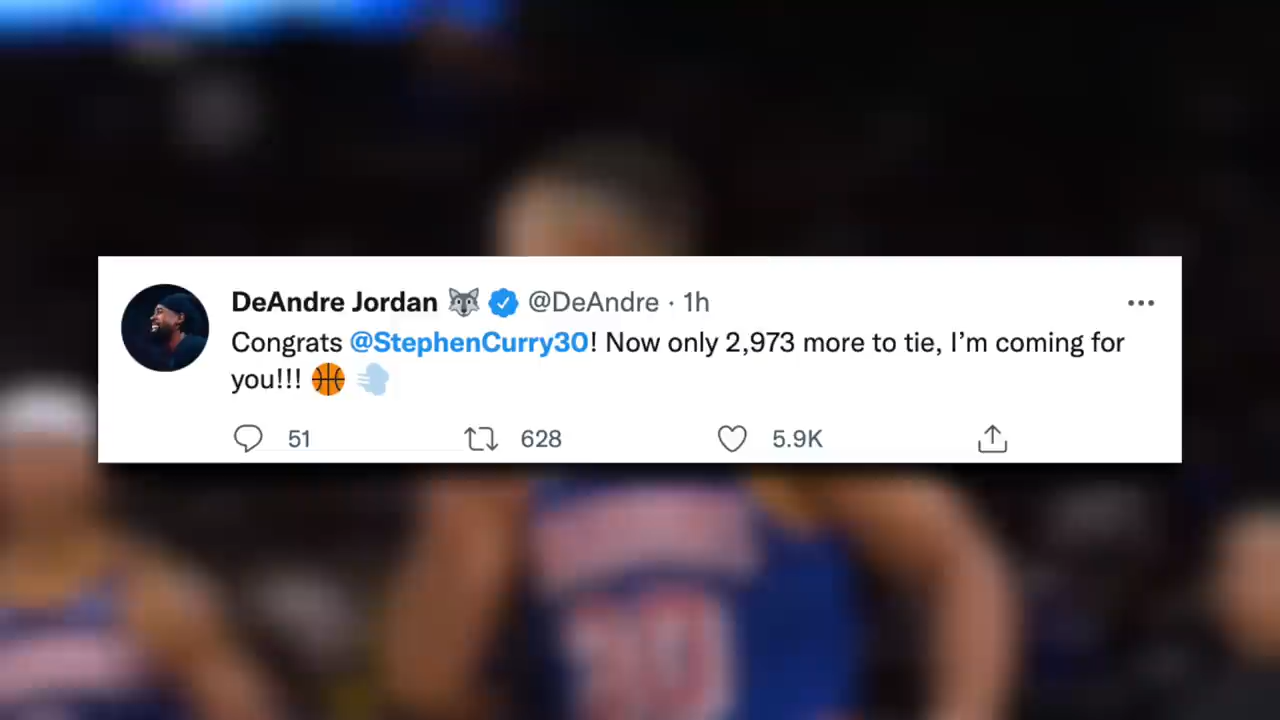 DeAndre Jordan 🐺 @DeAndre · 1h
Congrats @StephenCurry30! Now only 2,973 more to tie, I’m coming for
you!!! 🏀 💨
51 628 5.9K